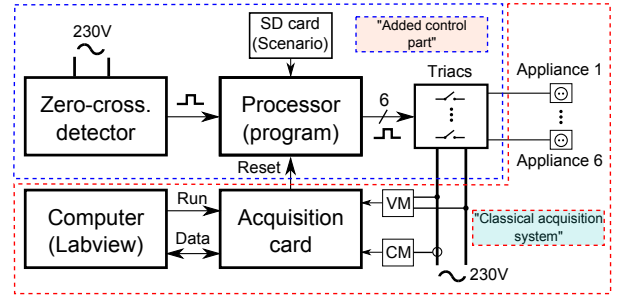 230V
SD card
(Scenario)
"Added control
part"
Triacs
Appliance 1
Zero-cross.
detector
Processor
(program)
6
Appliance 6
Reset
Computer
(Labview)
Run
Data
Acquisition
card
VM
CM
"Classical acquisition
system"
230V